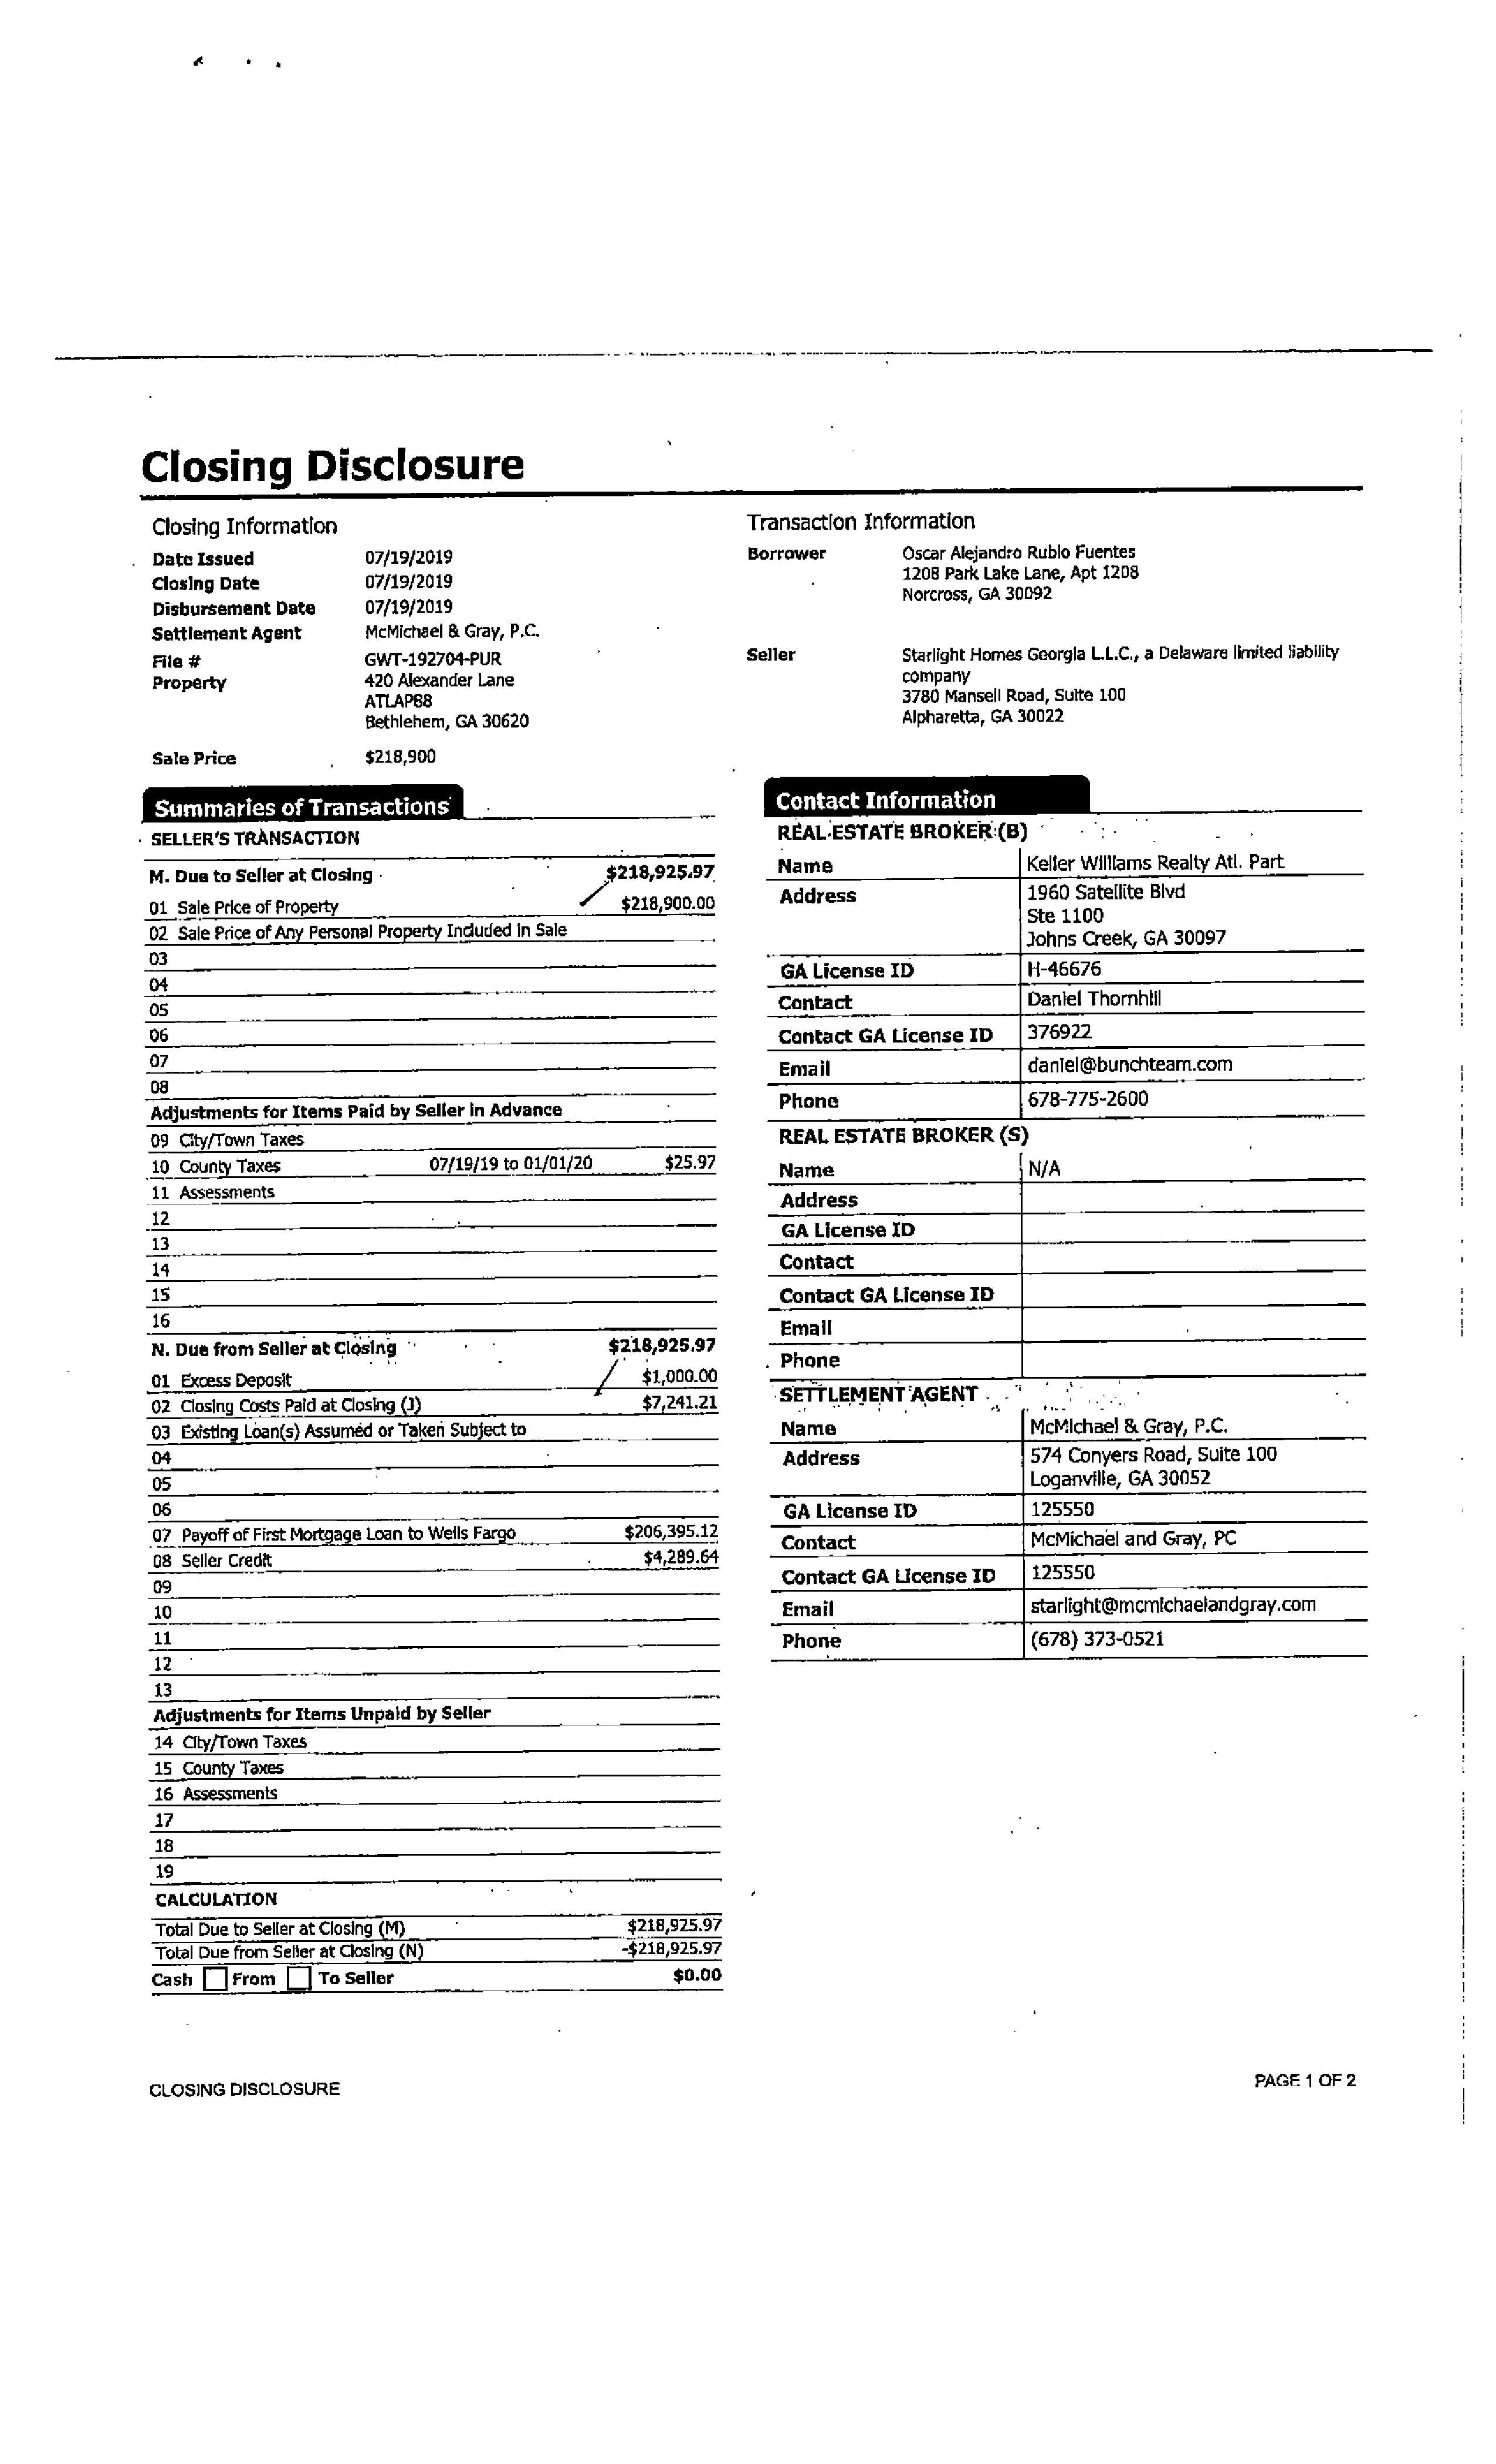 Closing Disclosure
Closing Information
Date Issued 07/19/2019
Closing Date 07/19/2019
Disbursement Date 07/19/2019
Settlement Agent McMichael & Gray, P.C.
File # GWT-192704-PUR
Property 420 Alexander Lane
ATLAP88
Bethlehem, GA 30620
Sale Price $218,900
Transaction Information
Borrower Oscar Alejandro Rubio Fuentes
1208 Park Lake Lane, Apt 1208
Norcross, GA 30092
Seller Starlight Homes Georgia L.L.C., a Delaware limited liability
company
3780 Mansell Road, Suite 100
Alpharetta, GA 30022
Summaries of Transactions
SELLER'S TRANSACTION
M. Due to Seller at Closing $218,925.97
01 Sale Price of Property $218,900.00
02 Sale Price of Any Personal Property Included in Sale
03
04
05
06
07
08
Adjustments for Items Paid by Seller in Advance
09 City/Town Taxes
10 County Taxes 07/19/19 to 01/01/20 $25.97
11 Assessments
12
13
14
15
16
N. Due from Seller at Closing $218,925.97
01 Excess Deposit $1,000.00
02 Closing Costs Paid at Closing (J) $7,241.21
03 Existing Loan(s) Assumed or Taken Subject to
04
05
06
07 Payoff of First Mortgage Loan to Wells Fargo $206,395.12
08 Seller Credit $4,289.64
09
10
11
12
13
Adjustments for Items Unpaid by Seller
14 City/Town Taxes
15 County Taxes
16 Assessments
17
18
19
CALCULATION
Total Due to Seller at Closing (M) $218,925.97
Total Due from Seller at Closing (N) -$218,925.97
Cash From To Seller $0.00
Contact Information
REAL ESTATE BROKER (B)
Name Keller Williams Realty Atl. Part
Address 1960 Satellite Blvd
Ste 1100
Johns Creek, GA 30097
GA License ID H-46676
Contact Daniel Thornhill
Contact GA License ID 376922
Email daniel@bunchteam.com
Phone 678-775-2600
REAL ESTATE BROKER (S)
Name N/A
Address
GA License ID
Contact
Contact GA License ID
Email
Phone
SETTLEMENT AGENT
Name McMichael & Gray, P.C.
Address 574 Conyers Road, Suite 100
Loganville, GA 30052
GA License ID 125550
Contact McMichael and Gray, PC
Contact GA License ID 125550
Email starlight@mcmichaelandgray.com
Phone (678) 373-0521
CLOSING DISCLOSURE PAGE 1 OF 2